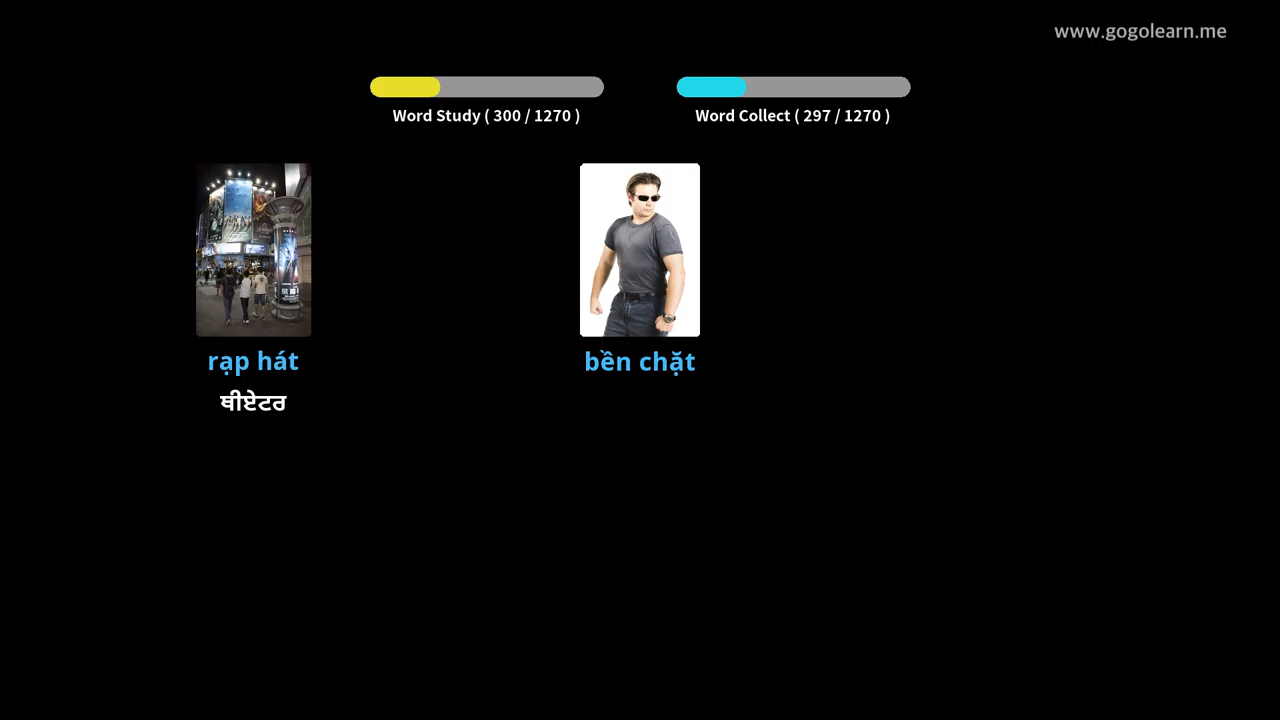 www.gogolearn.me
Word Study ( 300 / 1270 )
Word Collect ( 297 / 1270 )
rạp hát
bền chặt
ਥੀਏਟਰ